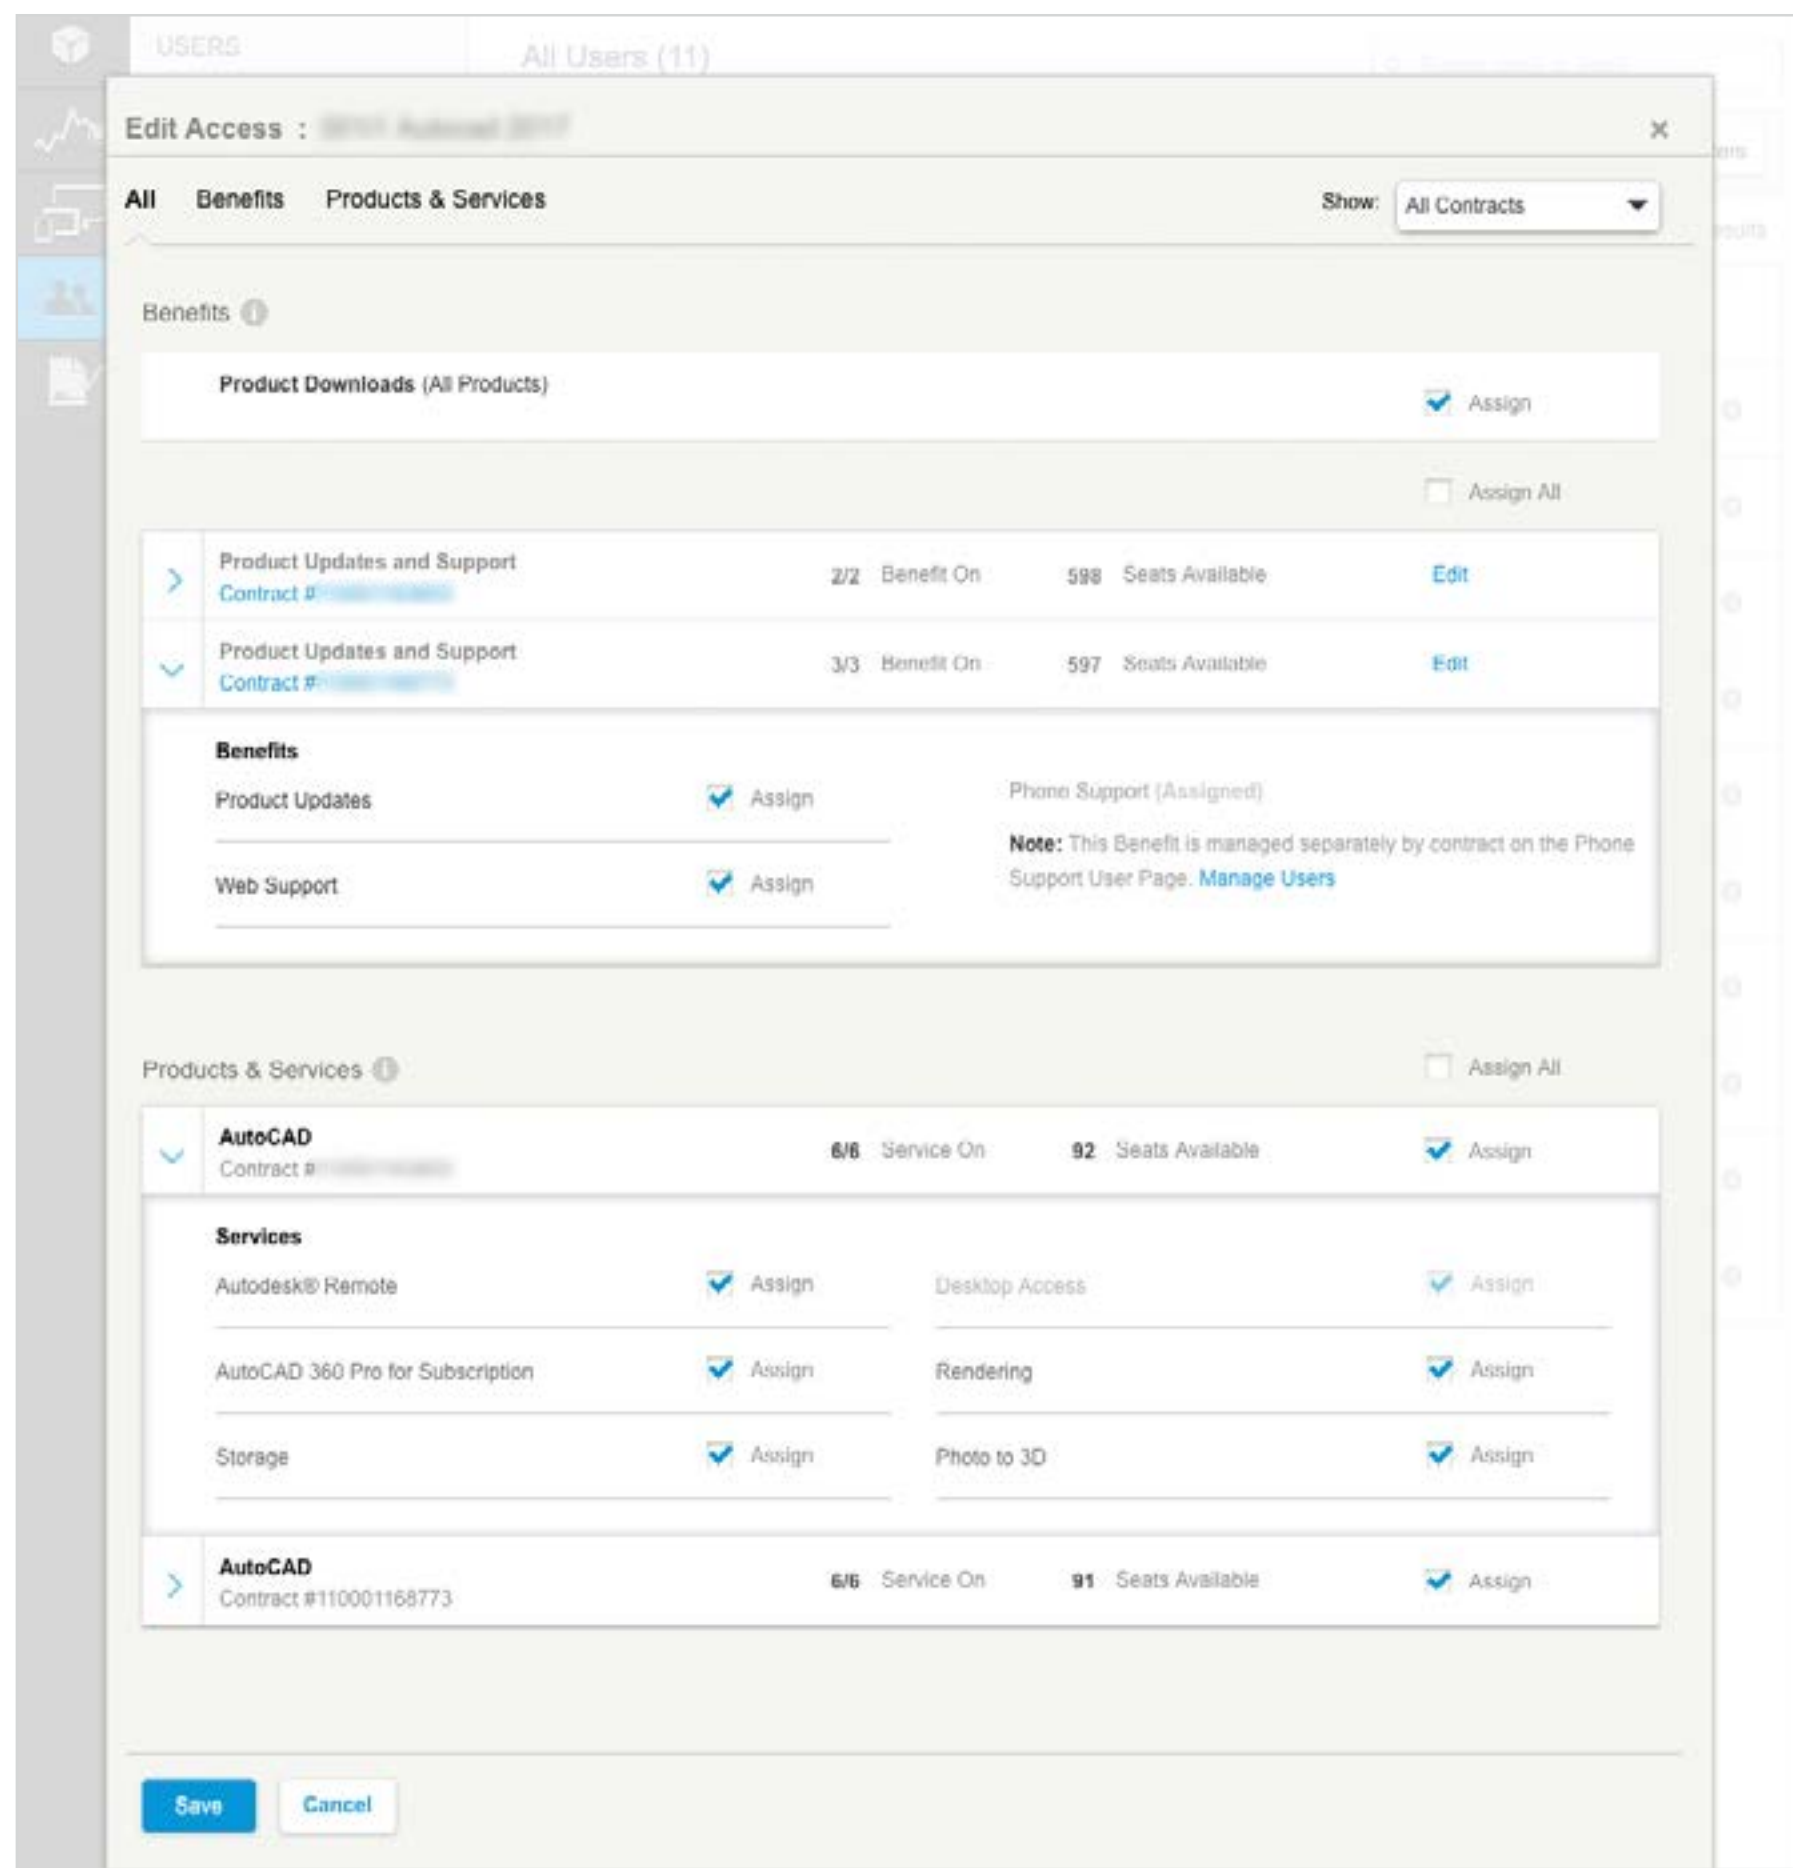 USERS
All Users (11)
Edit Access :
All Benefits Products & Services Show: All Contracts
Benefits
Product Downloads (All Products)
Assign
Assign All
Product Updates and Support
Contract #
2/2 Benefit On 598 Seats Available Edit
Product Updates and Support
Contract #
3/3 Benefit On 597 Seats Available Edit
Benefits
Product Updates Assign
Web Support Assign
Phone Support (Assigned)
Note: This Benefit is managed separately by contract on the Phone
Support User Page. Manage Users
Products & Services Assign All
AutoCAD
Contract #
6/6 Service On 92 Seats Available Assign
Services
Autodesk® Remote Assign Desktop Access Assign
AutoCAD 360 Pro for Subscription Assign Rendering Assign
Storage Assign Photo to 3D Assign
AutoCAD
Contract #110001168773
6/6 Service On 91 Seats Available Assign
Save Cancel